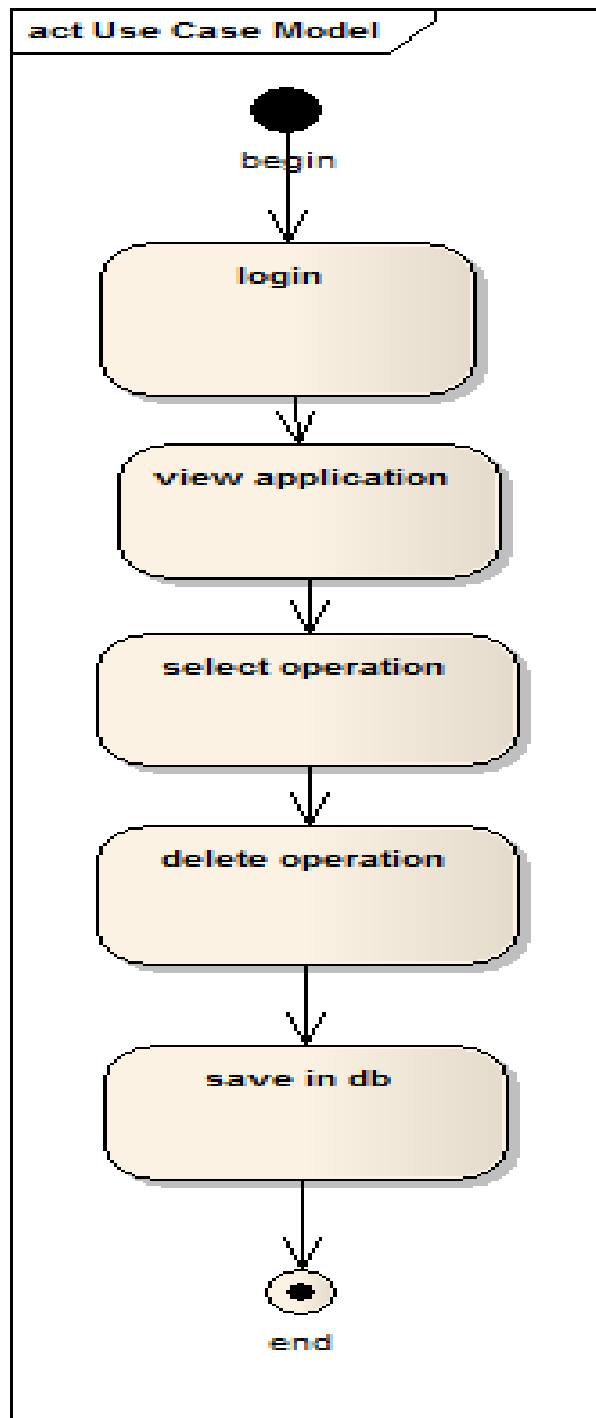 act Use Case Model
begin
login
view application
select operation
delete operation
save in db
end